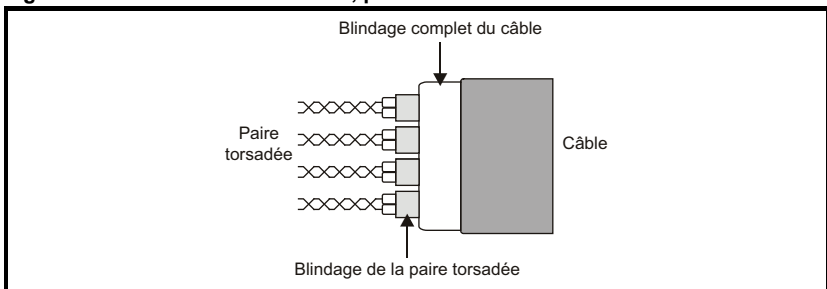 Blindage complet du câble
Paire
torsadée
Câble
Blindage de la paire torsadée